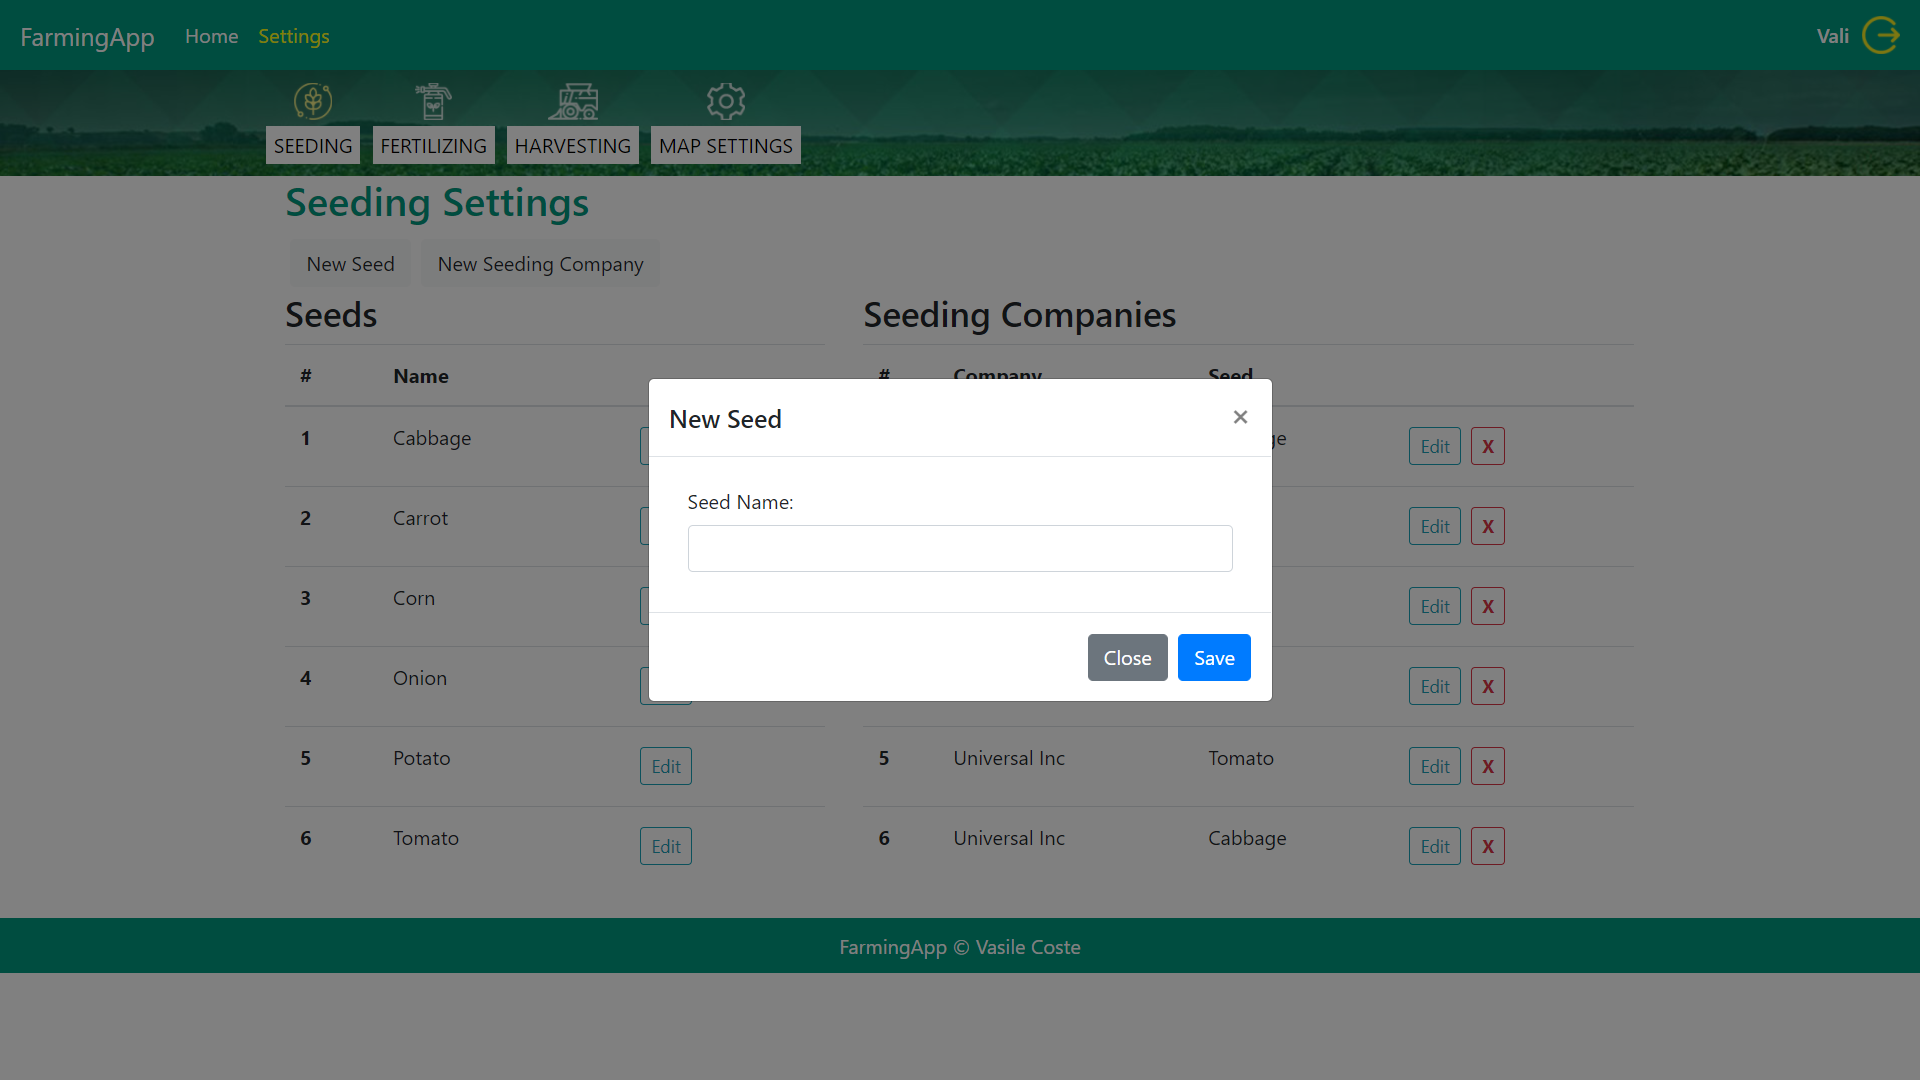 FarmingApp Home Settings Vali
SEEDING FERTILIZING HARVESTING MAP SETTINGS
Seeding Settings
New Seed New Seeding Company
Seeds Seeding Companies
# Name # Company Seed
New Seed ×
1 Cabbage Edit X
Seed Name:
2 Carrot Edit X
3 Corn Edit X
Close Save
4 Onion Edit X
5 Potato Edit 5 Universal Inc Tomato Edit X
6 Tomato Edit 6 Universal Inc Cabbage Edit X
FarmingApp © Vasile Coste